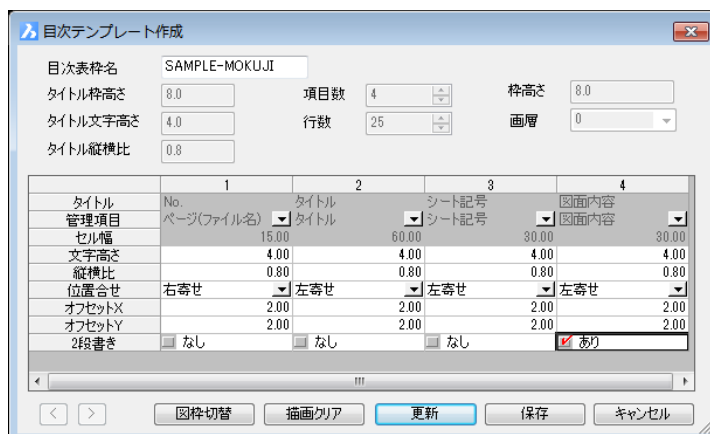 目次テンプレート作成
目次表枠名 SAMPLE-MOKUJI
タイトル枠高さ 8.0 項目数 4 枠高さ 8.0
タイトル文字高さ 4.0 行数 25 画層 0
タイトル縦横比 0.8
1 2 3 4
タイトル No. タイトル シート記号 図面内容
管理項目 ページ(ファイル名) タイトル シート記号 図面内容
セル幅 15.00 60.00 30.00 30.00
文字高さ 4.00 4.00 4.00 4.00
縦横比 0.80 0.80 0.80 0.80
位置合せ 右寄せ 左寄せ 左寄せ 左寄せ
オフセットX 2.00 2.00 2.00 2.00
オフセットY 2.00 2.00 2.00 2.00
2段書き なし なし なし あり
< > 図枠切替 描画クリア 更新 保存 キャンセル